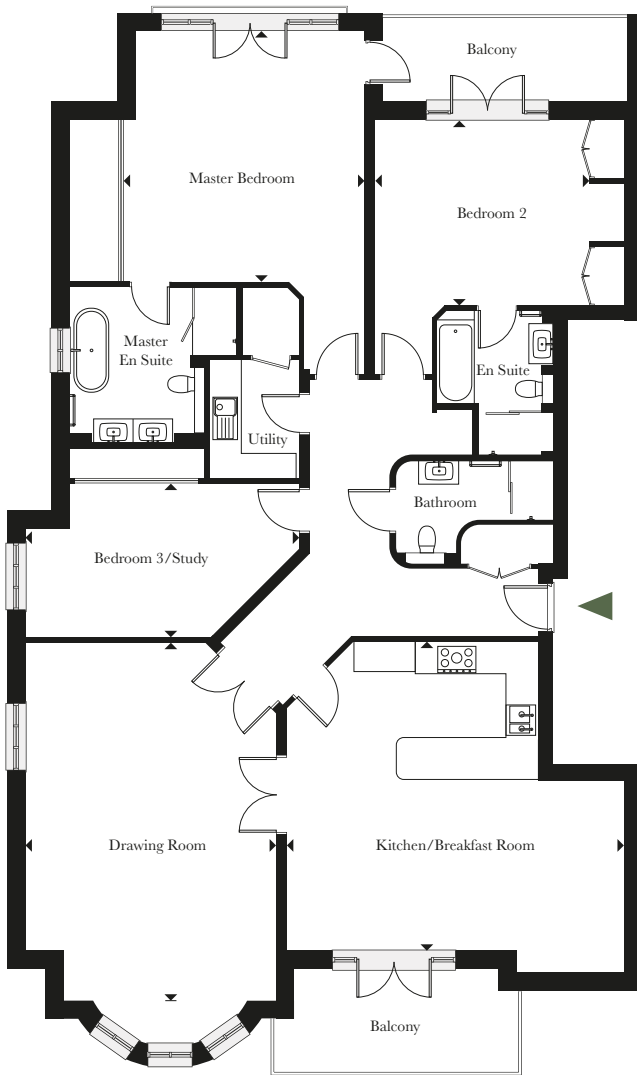 Balcony
Master Bedroom
Bedroom 2
Master
En Suite
En Suite
Utility
Bathroom
Bedroom 3/Study
Drawing Room
Kitchen/Breakfast Room
Balcony